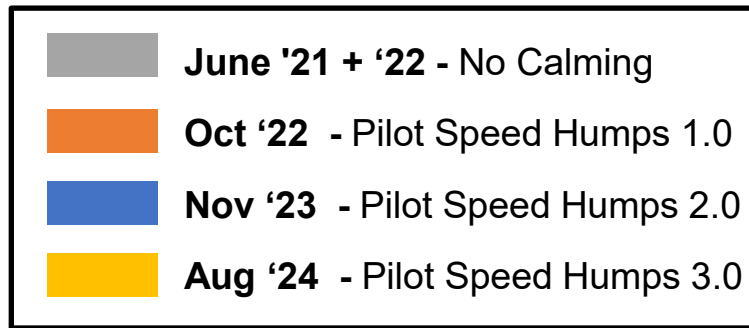 June '21 + ‘22 - No Calming
Oct ‘22 - Pilot Speed Humps 1.0
Nov ‘23 - Pilot Speed Humps 2.0
Aug ‘24 - Pilot Speed Humps 3.0